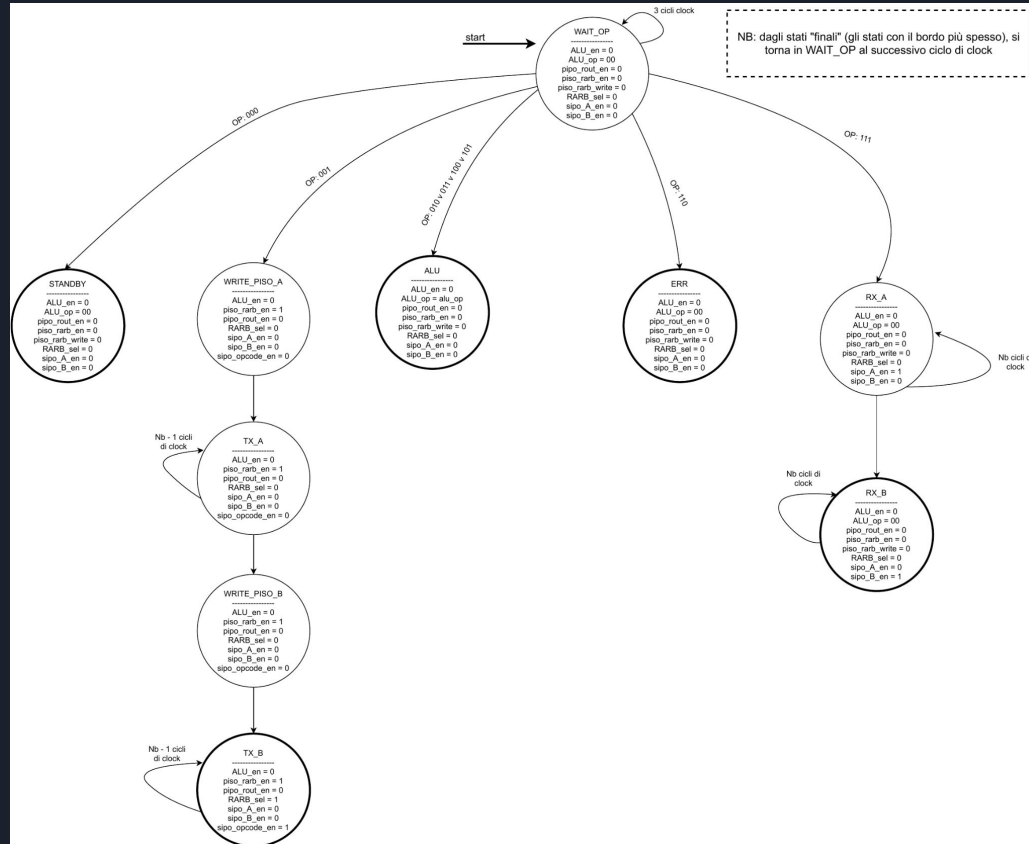 3 cicli clock
NB: dagli stati "finali" (gli stati con il bordo più spesso), si
torna in WAIT_OP al successivo ciclo di clock
start
WAIT_OP
----------------
ALU_en = 0
ALU_op = 00
pipo_rout_en = 0
piso_rarb_en = 0
piso_rarb_write = 0
RARB_sel = 0
sipo_A_en = 0
sipo_B_en = 0
OP: 000
OP: 001
OP: 010 v 011 v 100 v 101
OP: 110
OP: 111
STANDBY
----------------
ALU_en = 0
ALU_op = 00
pipo_rout_en = 0
piso_rarb_en = 0
piso_rarb_write = 0
RARB_sel = 0
sipo_A_en = 0
sipo_B_en = 0
WRITE_PISO_A
----------------
ALU_en = 0
piso_rarb_en = 1
pipo_rout_en = 0
RARB_sel = 0
sipo_A_en = 0
sipo_B_en = 0
sipo_opcode_en = 0
ALU
----------------
ALU_en = 0
ALU_op = alu_op
pipo_rout_en = 0
piso_rarb_en = 0
piso_rarb_write = 0
RARB_sel = 0
sipo_A_en = 0
sipo_B_en = 0
ERR
----------------
ALU_en = 0
ALU_op = 00
pipo_rout_en = 0
piso_rarb_en = 0
piso_rarb_write = 0
RARB_sel = 0
sipo_A_en = 0
sipo_B_en = 0
RX_A
----------------
ALU_en = 0
ALU_op = 00
pipo_rout_en = 0
piso_rarb_en = 0
piso_rarb_write = 0
RARB_sel = 0
sipo_A_en = 1
sipo_B_en = 0
Nb cicli d
clock
Nb - 1 cicli
di clock
TX_A
----------------
ALU_en = 0
piso_rarb_en = 1
pipo_rout_en = 0
RARB_sel = 0
sipo_A_en = 0
sipo_B_en = 0
sipo_opcode_en = 0
Nb cicli di
clock
RX_B
----------------
ALU_en = 0
ALU_op = 00
pipo_rout_en = 0
piso_rarb_en = 0
piso_rarb_write = 0
RARB_sel = 0
sipo_A_en = 0
sipo_B_en = 1
WRITE_PISO_B
----------------
ALU_en = 0
piso_rarb_en = 1
pipo_rout_en = 0
RARB_sel = 0
sipo_A_en = 0
sipo_B_en = 0
sipo_opcode_en = 0
Nb - 1 cicli
di clock
TX_B
----------------
ALU_en = 0
piso_rarb_en = 1
pipo_rout_en = 0
RARB_sel = 1
sipo_A_en = 0
sipo_B_en = 0
sipo_opcode_en = 1